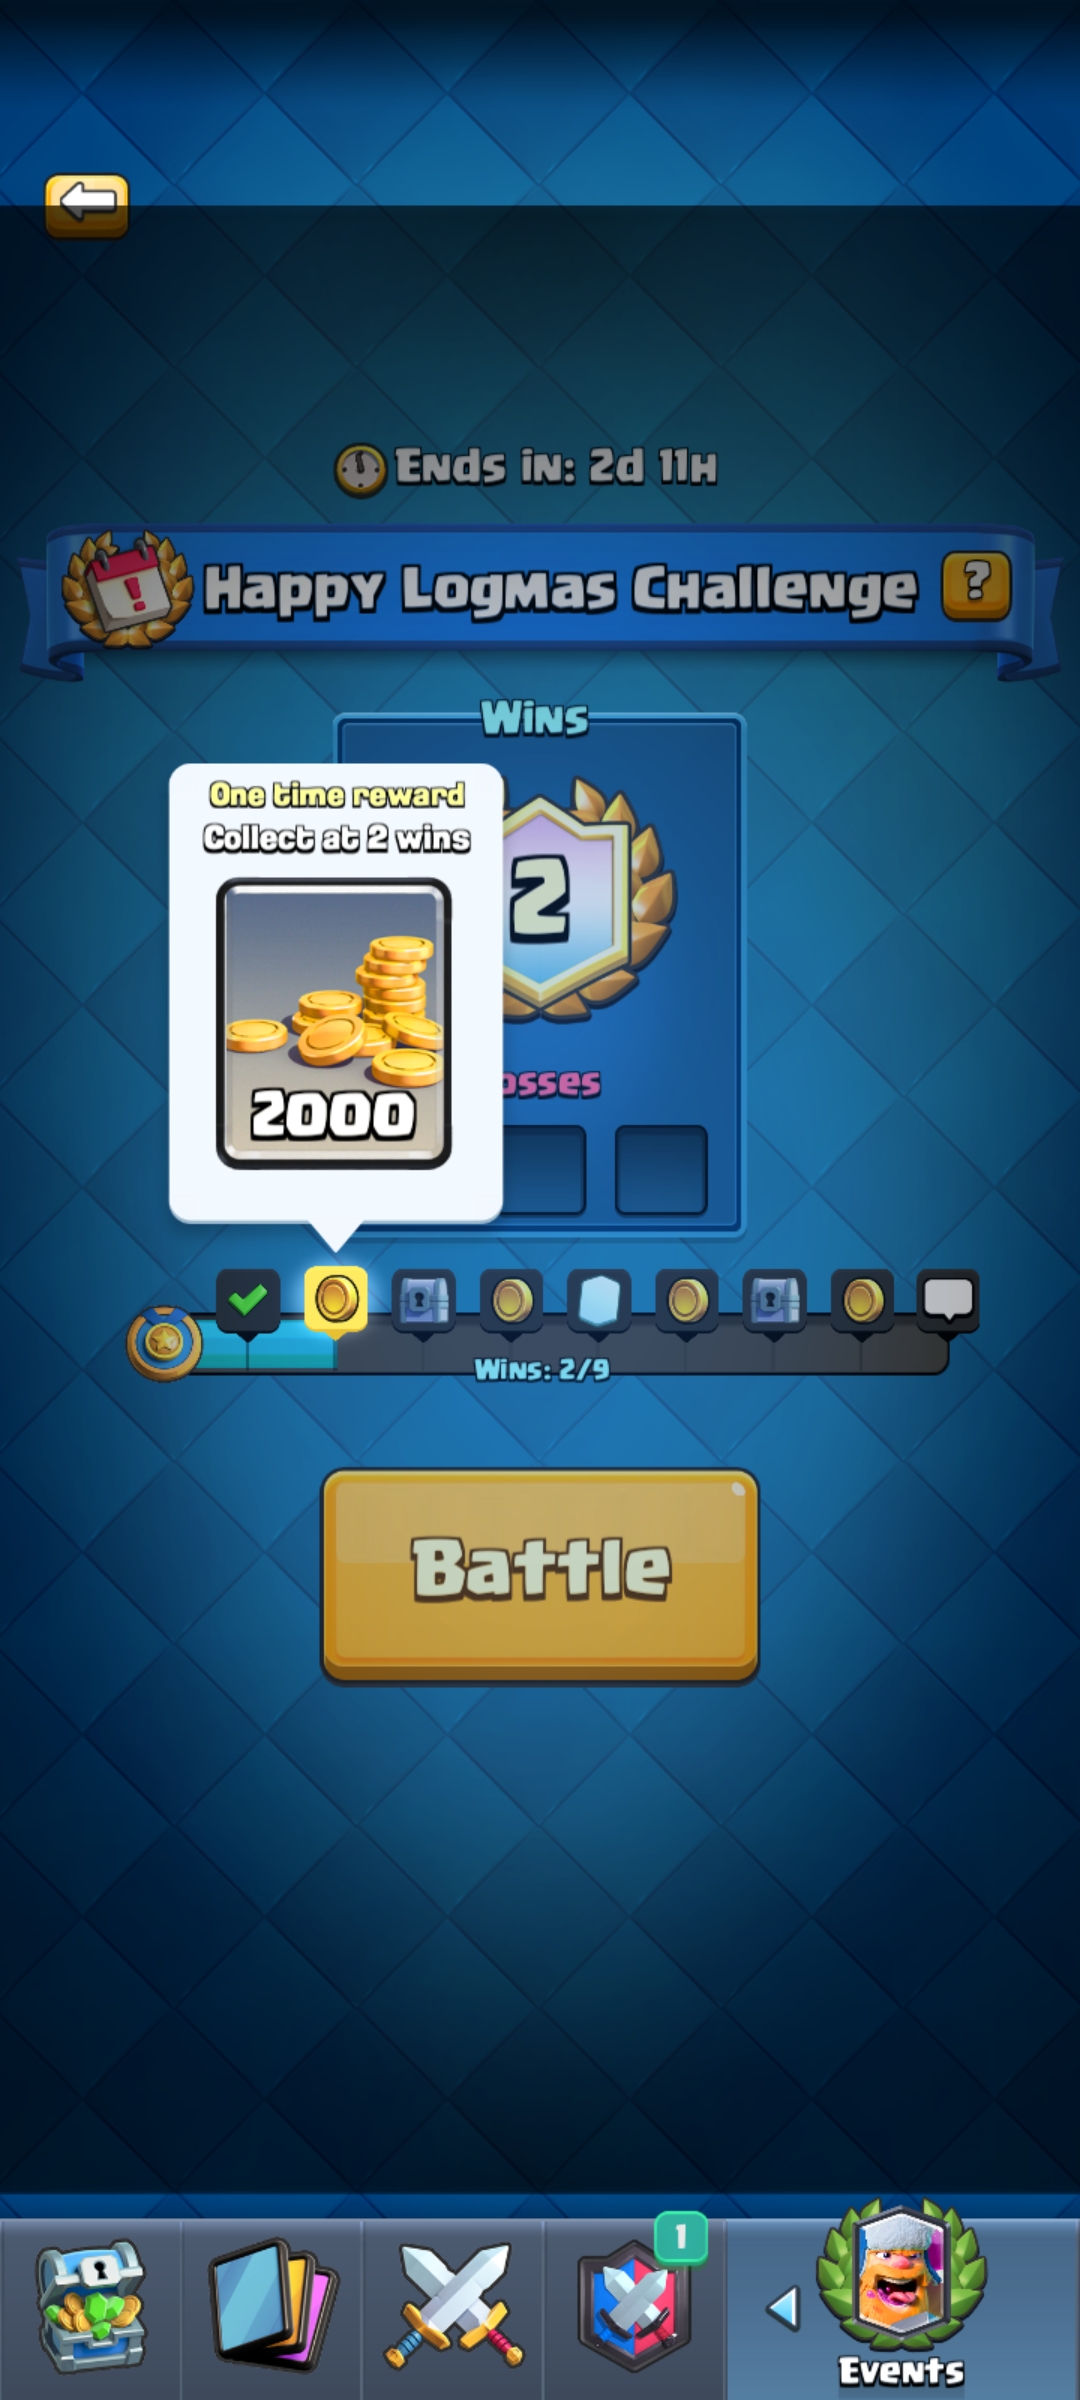 Ends in: 2d 11h
Happy Logmas Challenge
?
Wins
One time reward
Collect at 2 wins
2
2000
osses
Wins: 2/9
Battle
1
Events